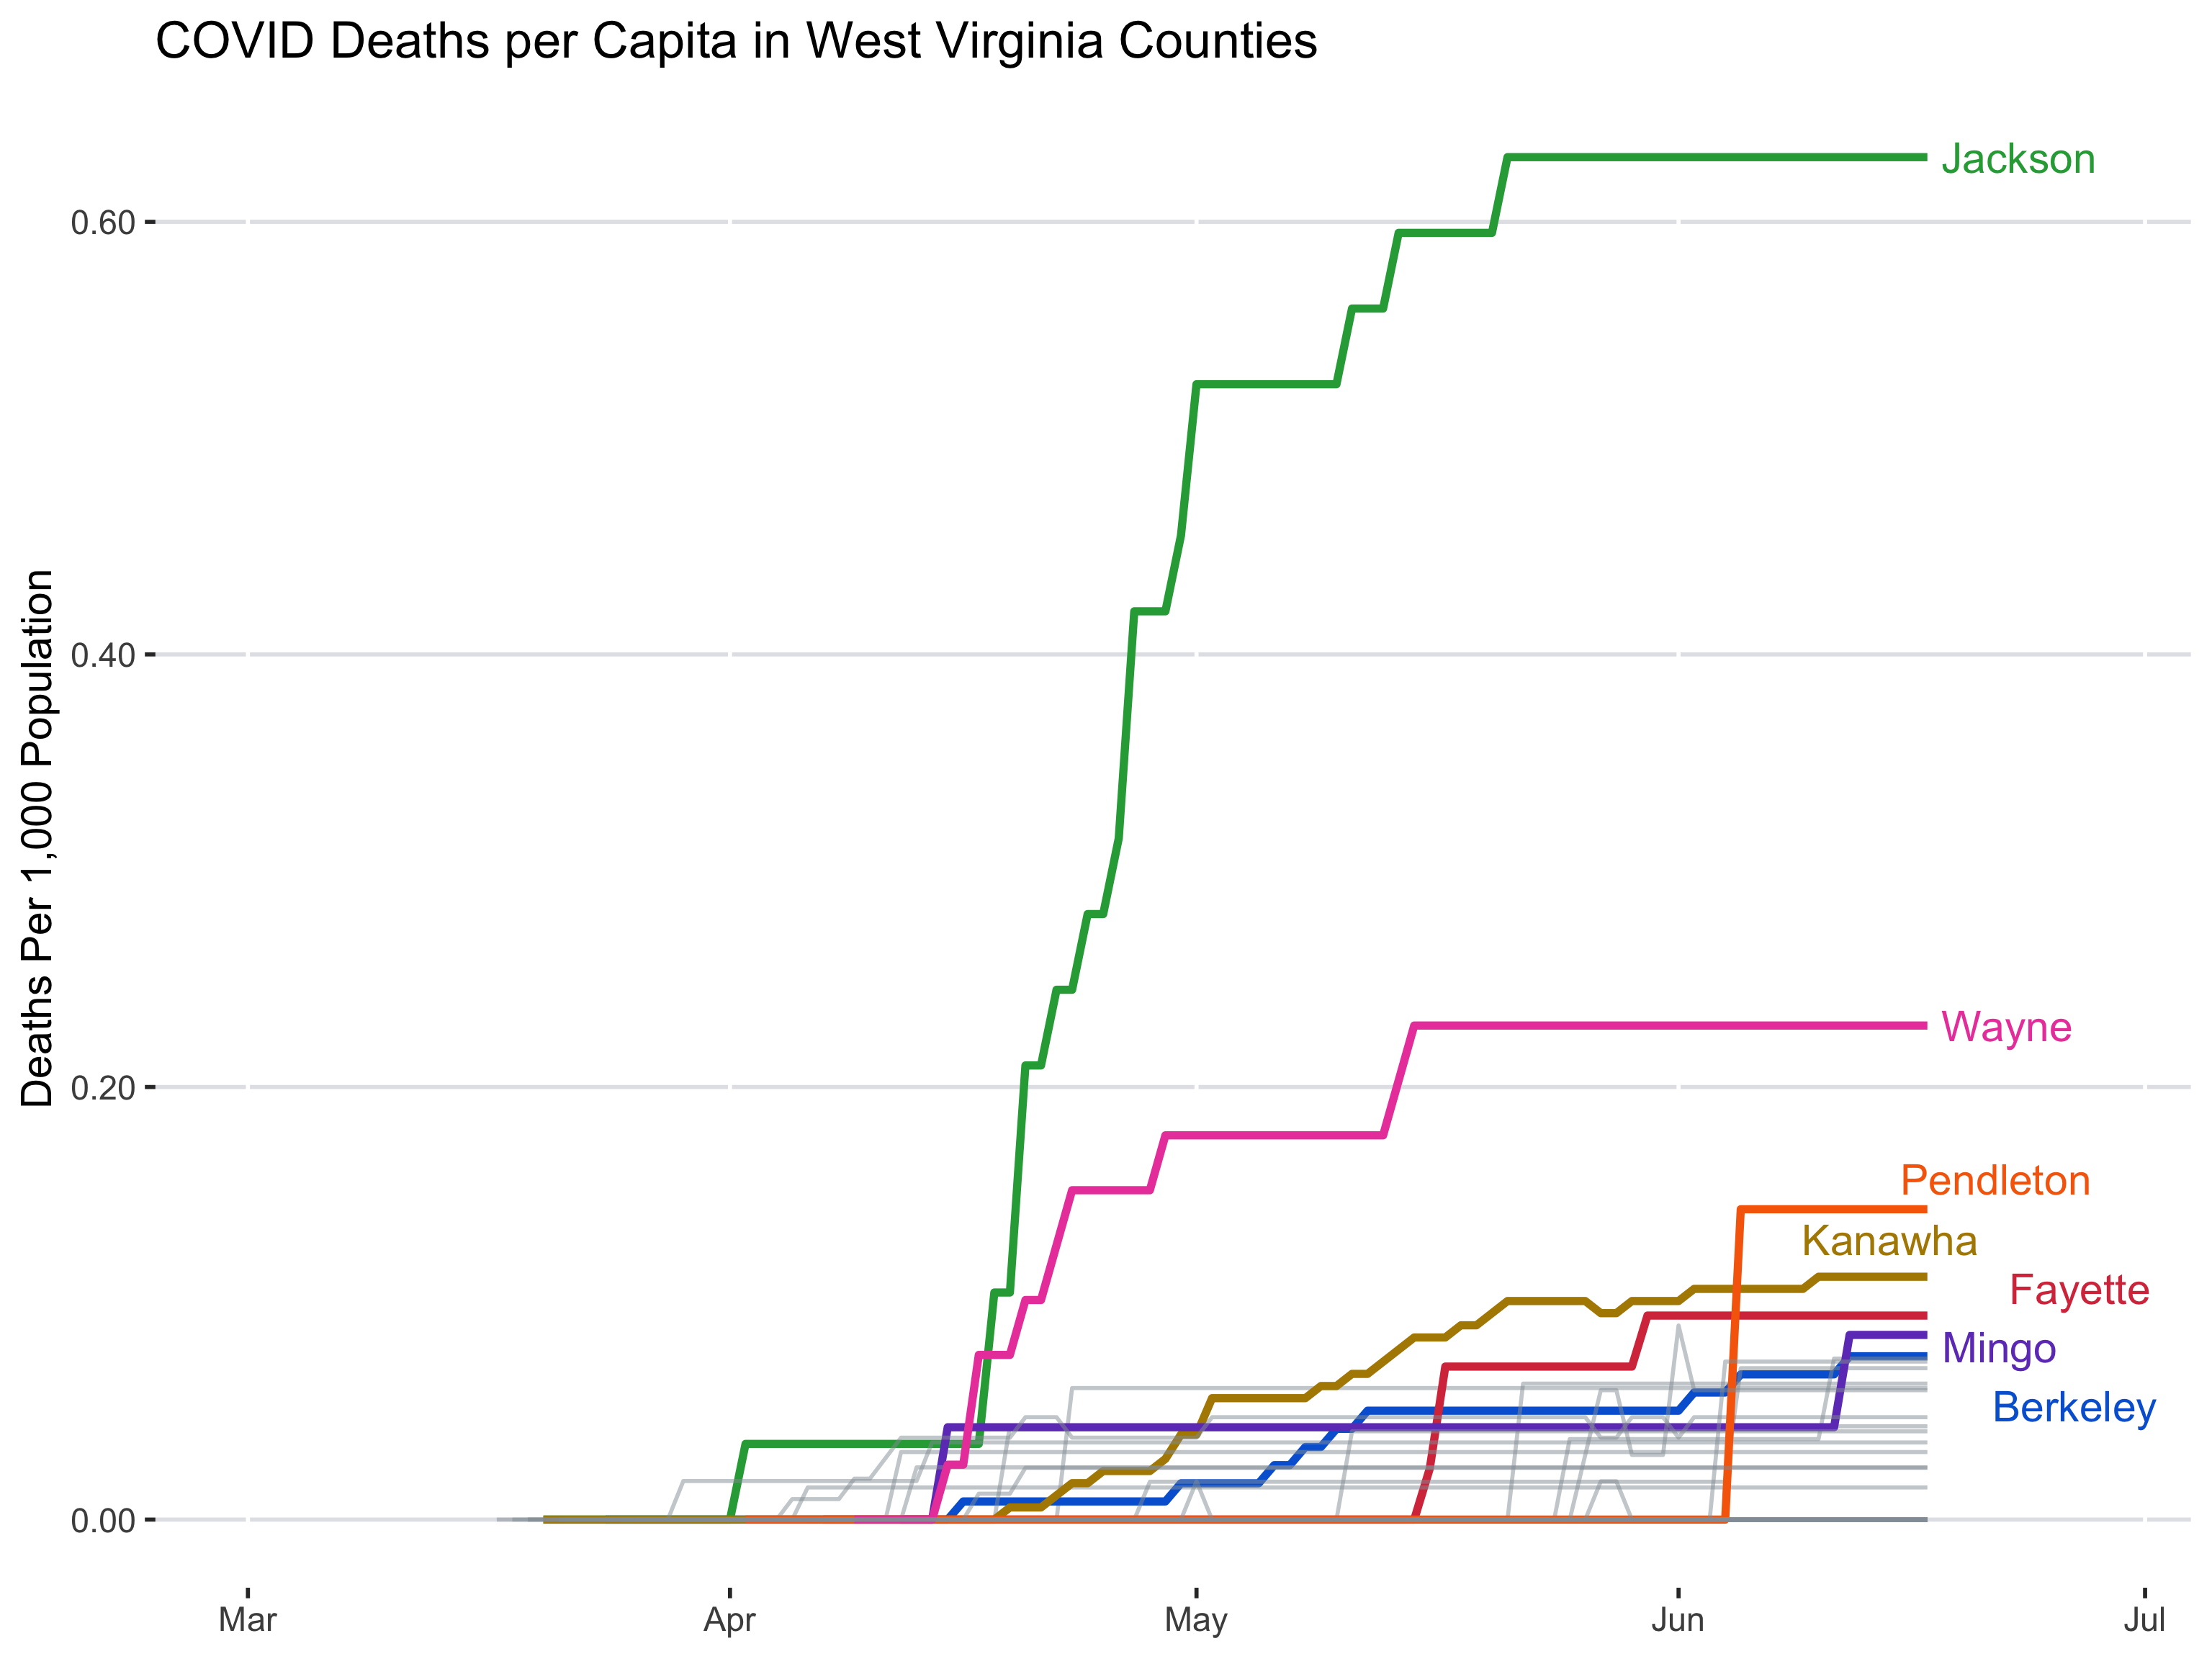 COVID Deaths per Capita in West Virginia Counties
Deaths Per 1,000 Population
0.60
0.40
0.20
0.00
Jackson
Wayne
Pendleton
Kanawha
Fayette
Mingo
Berkeley
Mar
Apr
May
Jun
Jul